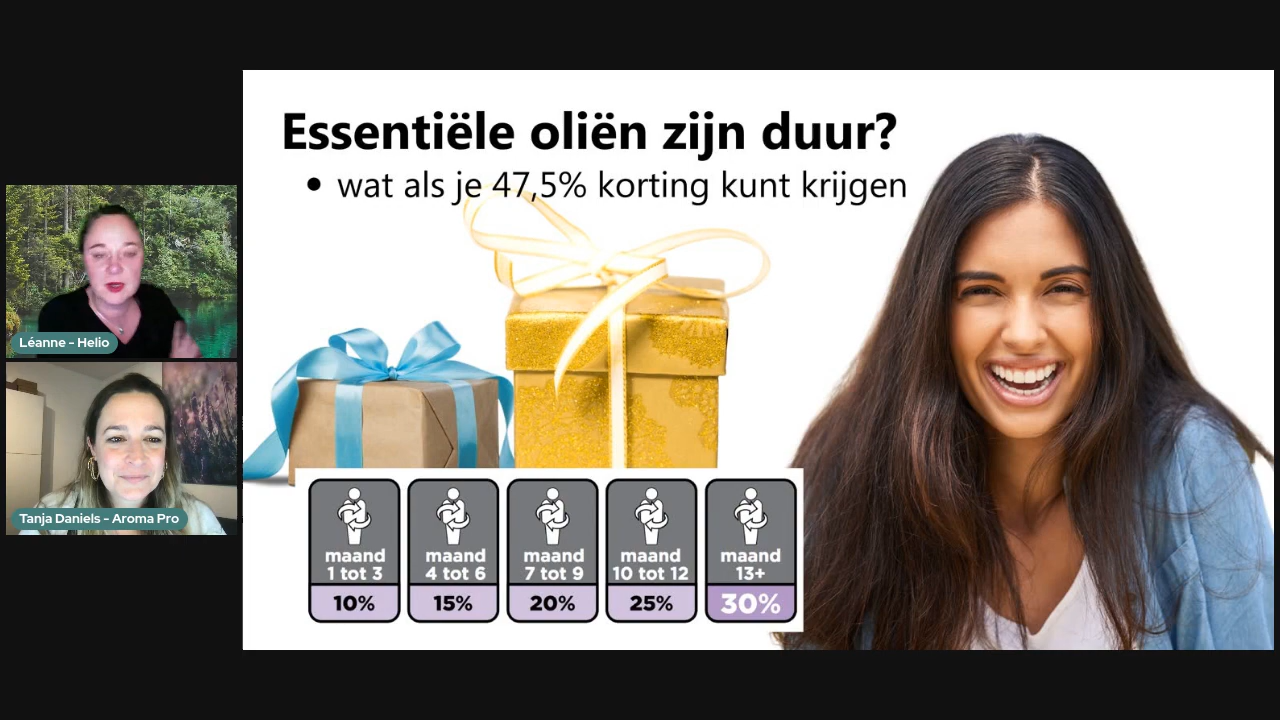 Essentiële oliën zijn duur?
• wat als je 47,5% korting kunt krijgen
Léanne - Helio
Tanja Daniels - Aroma Pro
maand
1 tot 3
10%
maand
4 tot 6
15%
maand
7 tot 9
20%
maand
10 tot 12
25%
maand
13+
30%